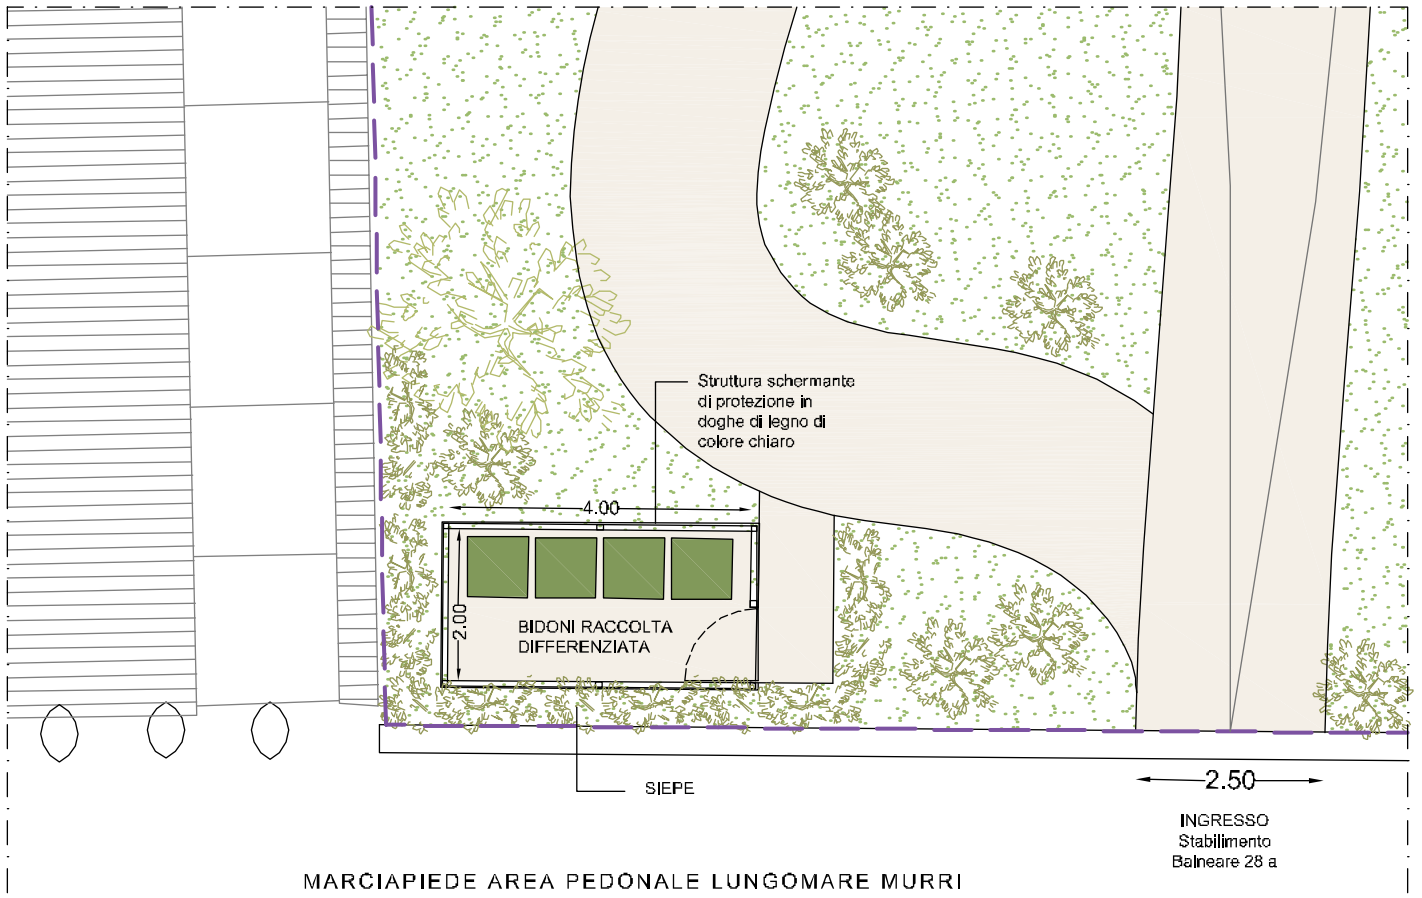 Struttura schermante
di protezione in
doghe di legno di
colore chiaro
4.00
2.00
BIDONI RACCOLTA
DIFFERENZIATA
SIEPE
2.50
INGRESSO
Stabilimento
Balneare 28 a
MARCIAPIEDE AREA PEDONALE LUNGOMARE MURRI